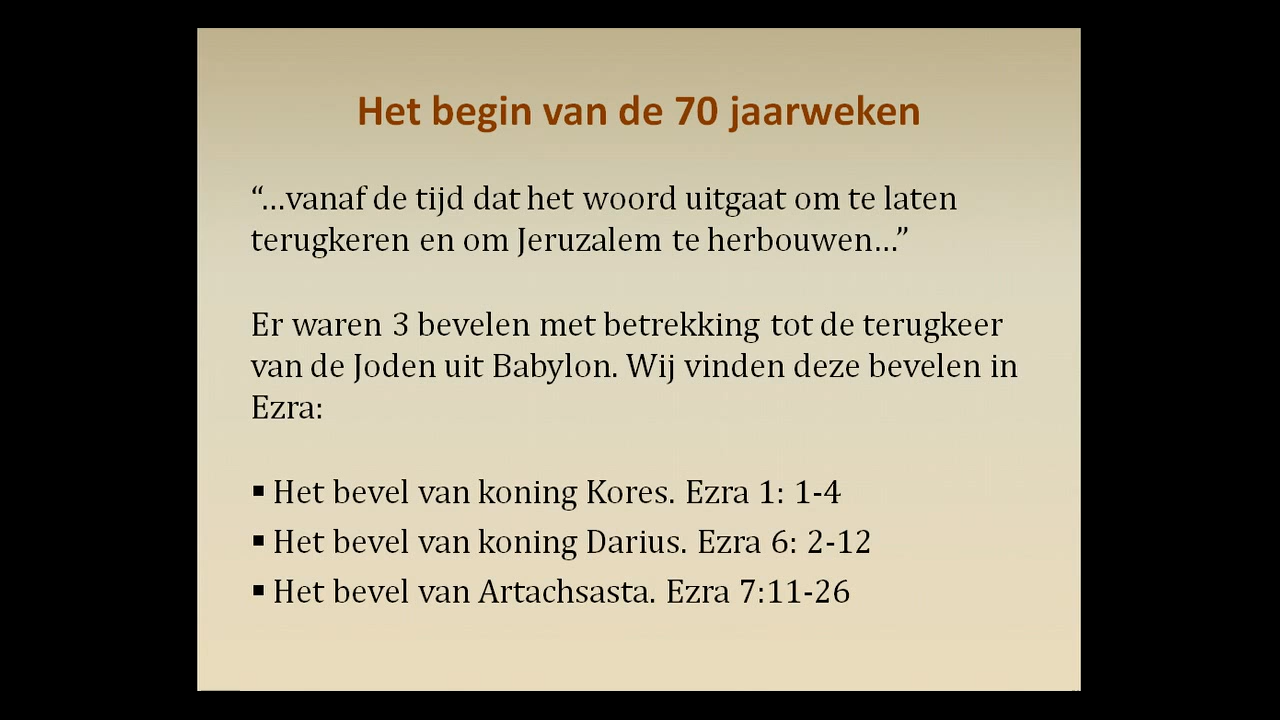 Het begin van de 70 jaarweken
“...vanaf de tijd dat het woord uitgaat om te laten
terugkeren en om Jeruzalem te herbouwen...”
Er waren 3 bevelen met betrekking tot de terugkeer
van de Joden uit Babylon. Wij vinden deze bevelen in
Ezra:
▪ Het bevel van koning Kores. Ezra 1: 1-4
▪ Het bevel van koning Darius. Ezra 6: 2-12
▪ Het bevel van Artachsasta. Ezra 7:11-26